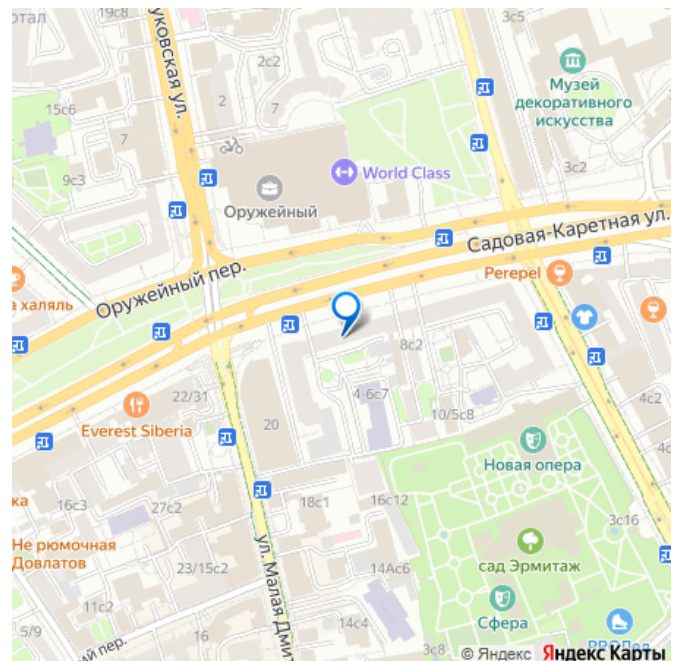 уковская ул.
19с8
3с5
Музей
декоративного
искусства
2с2
15с6
2
7
7
3с2
World Class
9с3
Оружейный
Садовая-Каретная ул.
Оружейный пер.
Perepel
а халяль
8с2
22/31
4-6с7
4с2
20
10/5с8
Everest Siberia
Новая опера
ка
16с3
27с2
18с1
16с12
3с16
Не рюмочная
Довлатов
ул. Малая Дмит
сад Эрмитаж
23/15с2
14Ас6
11с2
Сфера
5/9
ий пер.
16
14
3с8
© Яндекс Яндекс Карты